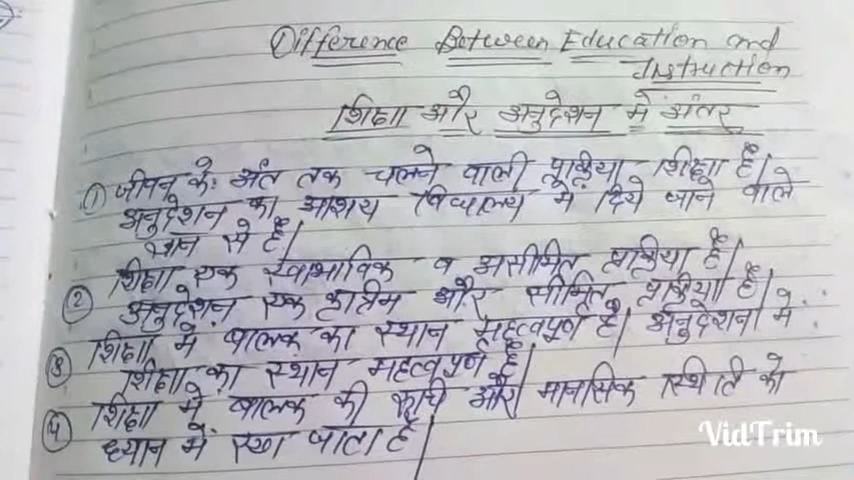 Difference Between Education and
Instruction
शिक्षा और अनुदेशन में अंतर
① जीवन के अंत तक चलने वाली प्रक्रिया शिक्षा है।
अनुदेशन का आशय विद्यालय में दिये जाने वाले
ज्ञान से है।
② शिक्षा एक स्वाभाविक व असीमित प्रक्रिया है।
अनुदेशन एक कृत्रिम और सीमित प्रक्रिया है।
③ शिक्षा में बालक का स्थान महत्वपूर्ण है। अनुदेशन में
शिक्षा का स्थान महत्वपूर्ण है।
④ शिक्षा में बालक की रूचि और मानसिक स्थिति को
ध्यान में रखा जाता है।
VidTrim